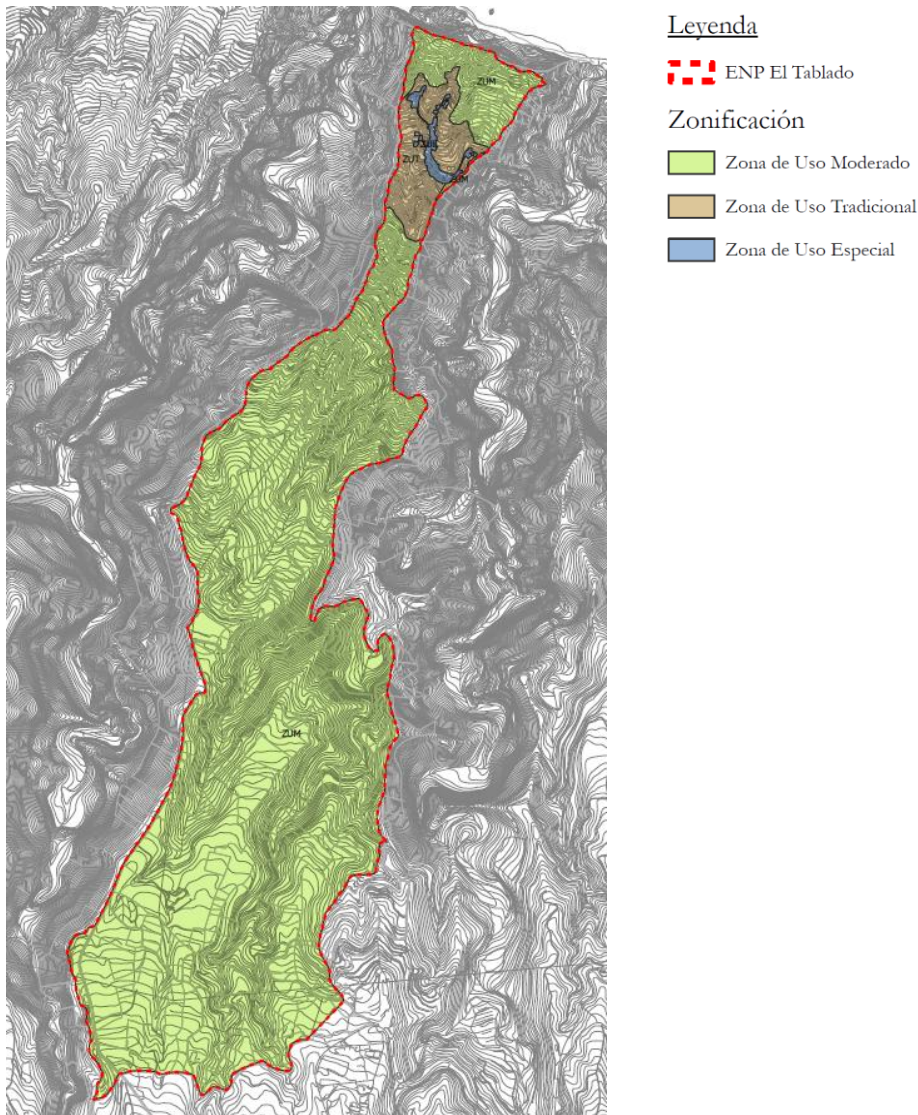 Leyenda
ENP El Tablado
Zonificación
Zona de Uso Moderado
Zona de Uso Tradicional
Zona de Uso Especial
ZUM
ZUT
ZUM